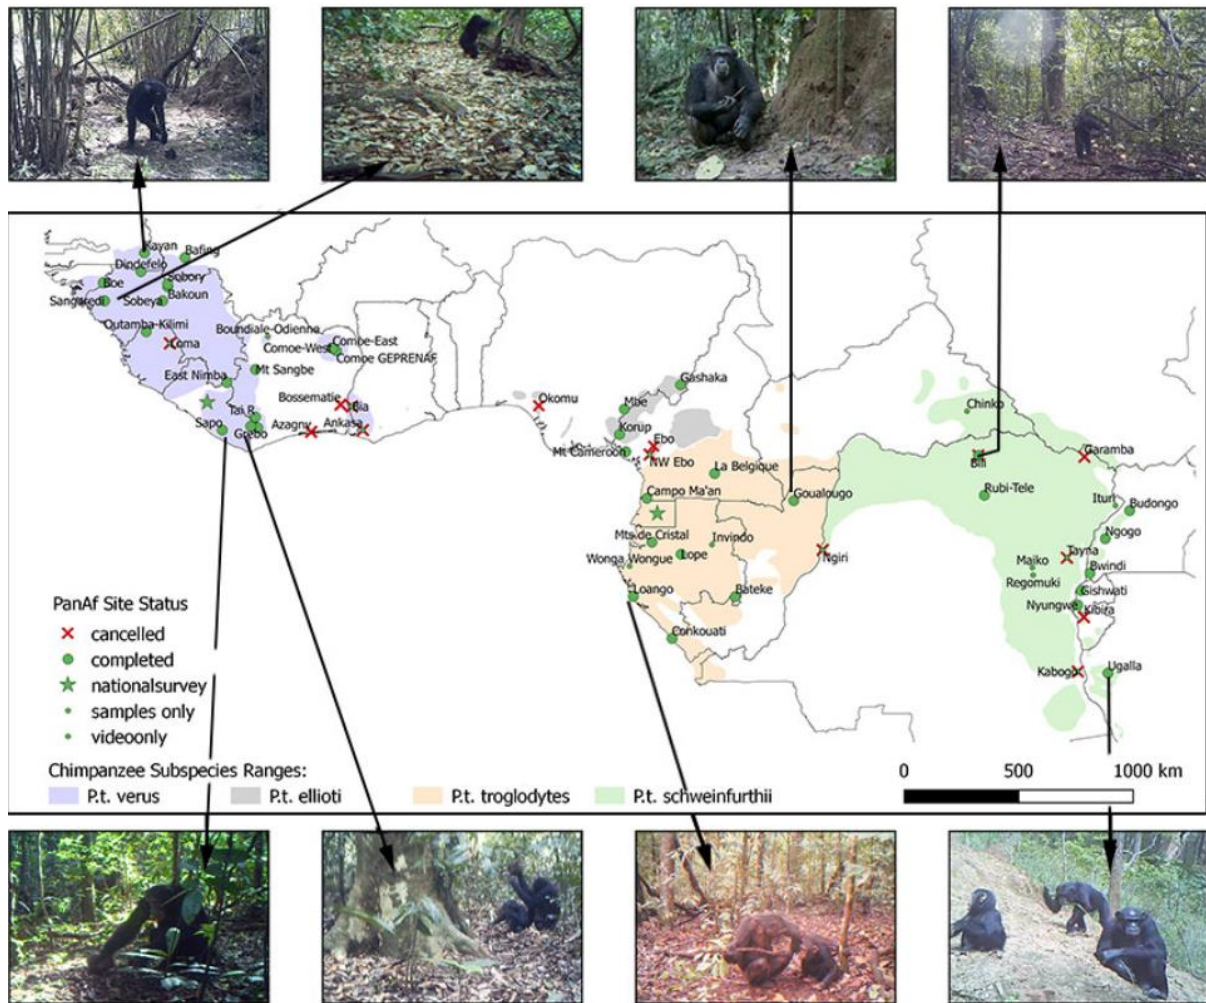 Kayan
Bafing
Dindefelo
Boe
Sobory
Sangaredi
Sobeya
Bakoun
Outamba-Kilimi
Loma
Boundiale-Odienne
Comoe-East
Comoe-West
Comoe GEPRENAF
East Nimba
Mt Sangbe
Bossematie
Bia
Tai R
Sapo
Grebo
Azagny
Ankasa
Okomu
Gashaka
Mbe
Korup
Ebo
Mt Cameroon
NW Ebo
La Belgique
Campo Ma'an
Goualougo
Mts de Cristal
Invindo
Wonga Wongue
Lope
Ngiri
Loango
Bateke
Conkouati
Chinko
Bili
Garamba
Rubi-Tele
Ituri
Budongo
Ngogo
Maiko
Tayna
Regomuki
Bwindi
Gishwati
Nyungwe
Kibira
Kabogo
Ugalla
PanAf Site Status
cancelled
completed
nationalsurvey
samples only
videoonly
Chimpanzee Subspecies Ranges:
P.t. verus P.t. ellioti P.t. troglodytes P.t. schweinfurthii
0 500 1000 km